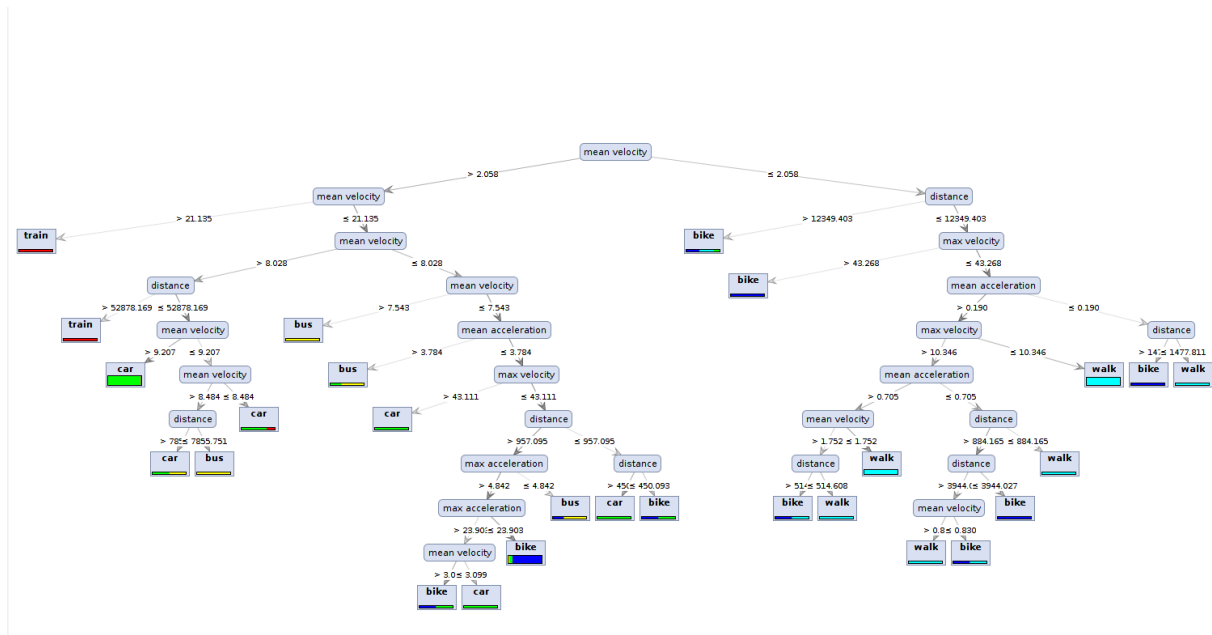 mean velocity
> 2.058 ≤ 2.058
mean velocity distance
> 21.135 ≤ 21.135 > 12349.403 ≤ 12349.403
train mean velocity bike max velocity
> 8.028 ≤ 8.028 > 43.268 ≤ 43.268
distance mean velocity bike mean acceleration
> 52878.169 ≤ 52878.169 > 7.543 ≤ 7.543 > 0.190 ≤ 0.190
train mean velocity bus mean acceleration max velocity distance
> 9.207 ≤ 9.207 > 3.784 ≤ 3.784 > 10.346 ≤ 10.346 ≤ 1477.811
car mean velocity bus max velocity mean acceleration walk bike walk
> 8.484 ≤ 8.484 > 43.111 ≤ 43.111 > 0.705 ≤ 0.705
distance car car distance mean velocity distance
≤ 7855.751 > 957.095 ≤ 957.095 > 1.752 ≤ 1.752 > 884.165 ≤ 884.165
car bus max acceleration distance distance walk distance walk
> 4.842 ≤ 4.842 ≤ 450.093 ≤ 514.608 ≤ 3944.027
max acceleration bus car bike bike walk mean velocity bike
≤ 23.903 ≤ 0.830
mean velocity bike walk bike
≤ 3.099
bike car